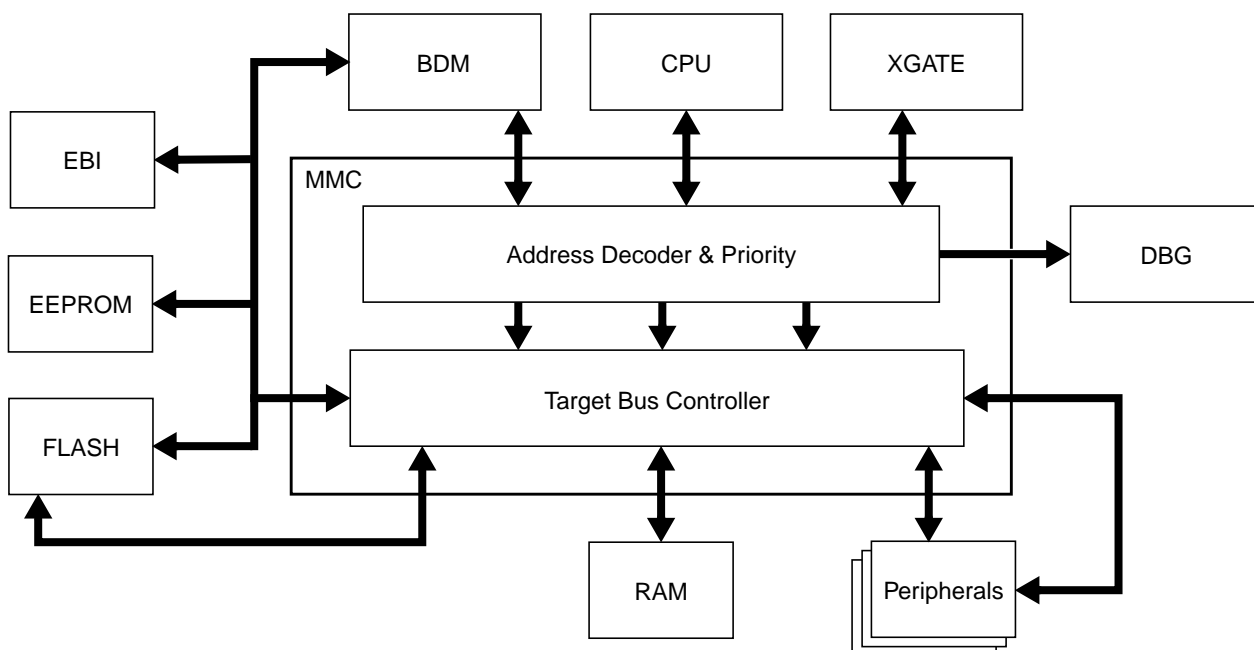 BDM
CPU
XGATE
EBI
MMC
Address Decoder & Priority
DBG
EEPROM
Target Bus Controller
FLASH
RAM
Peripherals